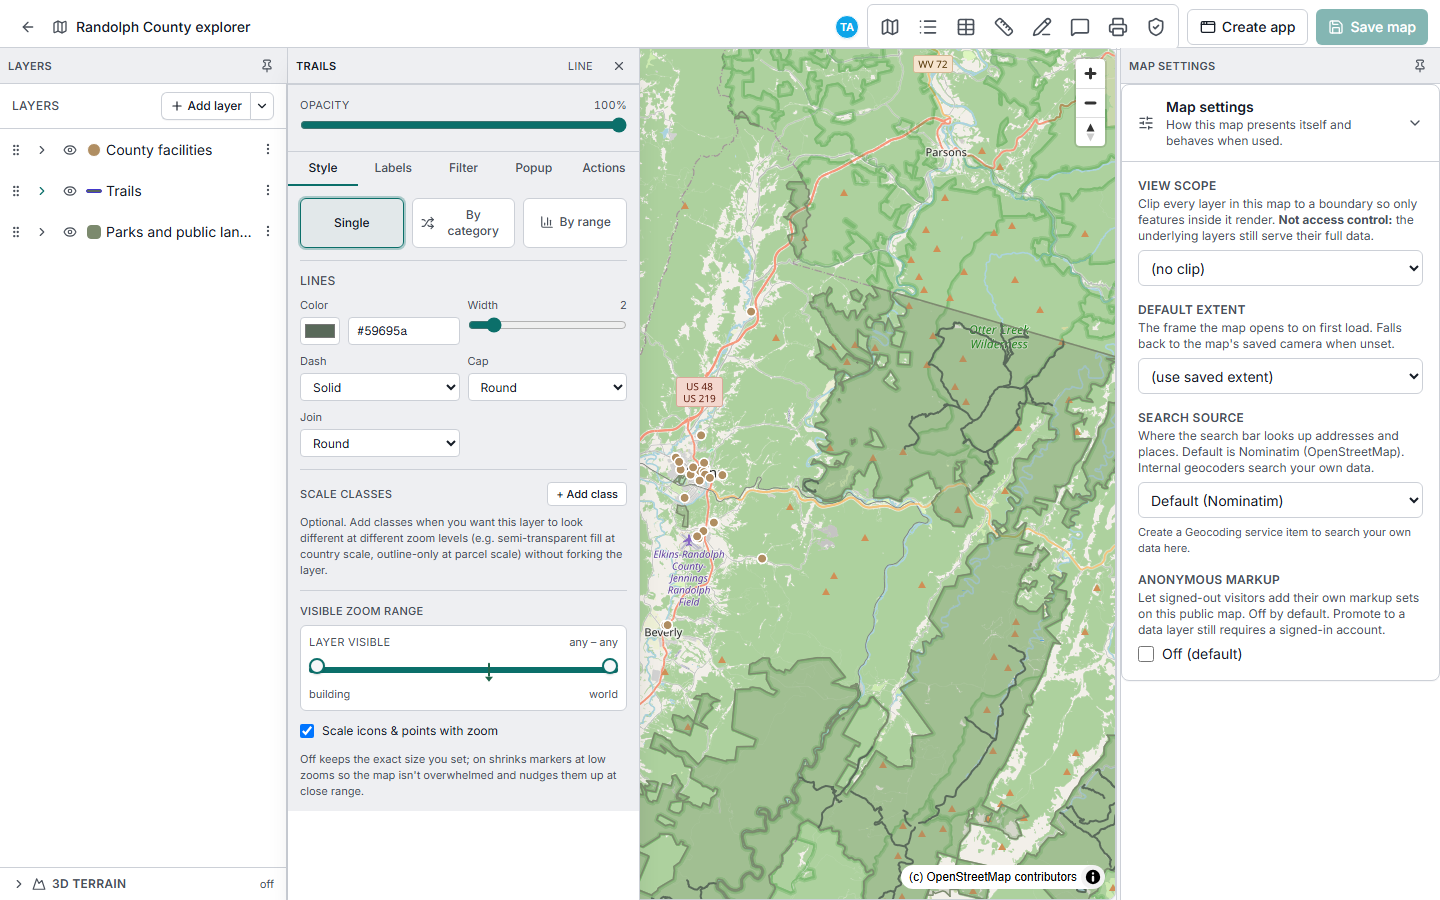 Randolph County explorer
TA
Create app
Save map
LAYERS
LAYERS
Add layer
County facilities
Trails
Parks and public lan...
3D TERRAIN
off
TRAILS
LINE
OPACITY
100%
Style
Labels
Filter
Popup
Actions
Single
By category
By range
LINES
Color
#59695a
Width
2
Dash
Solid
Cap
Round
Join
Round
SCALE CLASSES
+ Add class
Optional. Add classes when you want this layer to look
different at different zoom levels (e.g. semi-transparent fill at
country scale, outline-only at parcel scale) without forking the
layer.
VISIBLE ZOOM RANGE
LAYER VISIBLE
any – any
building
world
Scale icons & points with zoom
Off keeps the exact size you set; on shrinks markers at low
zooms so the map isn't overwhelmed and nudges them up at
close range.
WV 72
Parsons
Otter Creek
Wilderness
US 48
US 219
Elkins-Randolph
County-
Jennings
Randolph
Field
Beverly
(c) OpenStreetMap contributors
MAP SETTINGS
Map settings
How this map presents itself and
behaves when used.
VIEW SCOPE
Clip every layer in this map to a boundary so only
features inside it render. Not access control: the
underlying layers still serve their full data.
(no clip)
DEFAULT EXTENT
The frame the map opens to on first load. Falls
back to the map's saved camera when unset.
(use saved extent)
SEARCH SOURCE
Where the search bar looks up addresses and
places. Default is Nominatim (OpenStreetMap).
Internal geocoders search your own data.
Default (Nominatim)
Create a Geocoding service item to search your own
data here.
ANONYMOUS MARKUP
Let signed-out visitors add their own markup sets
on this public map. Off by default. Promote to a
data layer still requires a signed-in account.
Off (default)